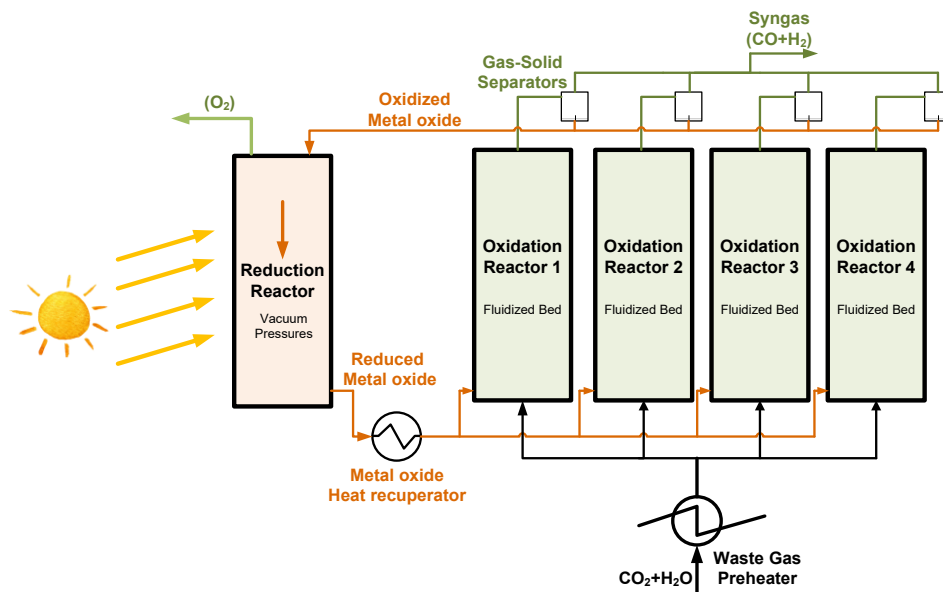 Syngas
(CO+H₂)
Gas-Solid
Separators
(O₂)
Oxidized
Metal oxide
Reduction
Reactor
Vacuum
Pressures
Oxidation
Reactor 1
Fluidized Bed
Oxidation
Reactor 2
Fluidized Bed
Oxidation
Reactor 3
Fluidized Bed
Oxidation
Reactor 4
Fluidized Bed
Reduced
Metal oxide
Metal oxide
Heat recuperator
Waste Gas
Preheater
CO₂+H₂O